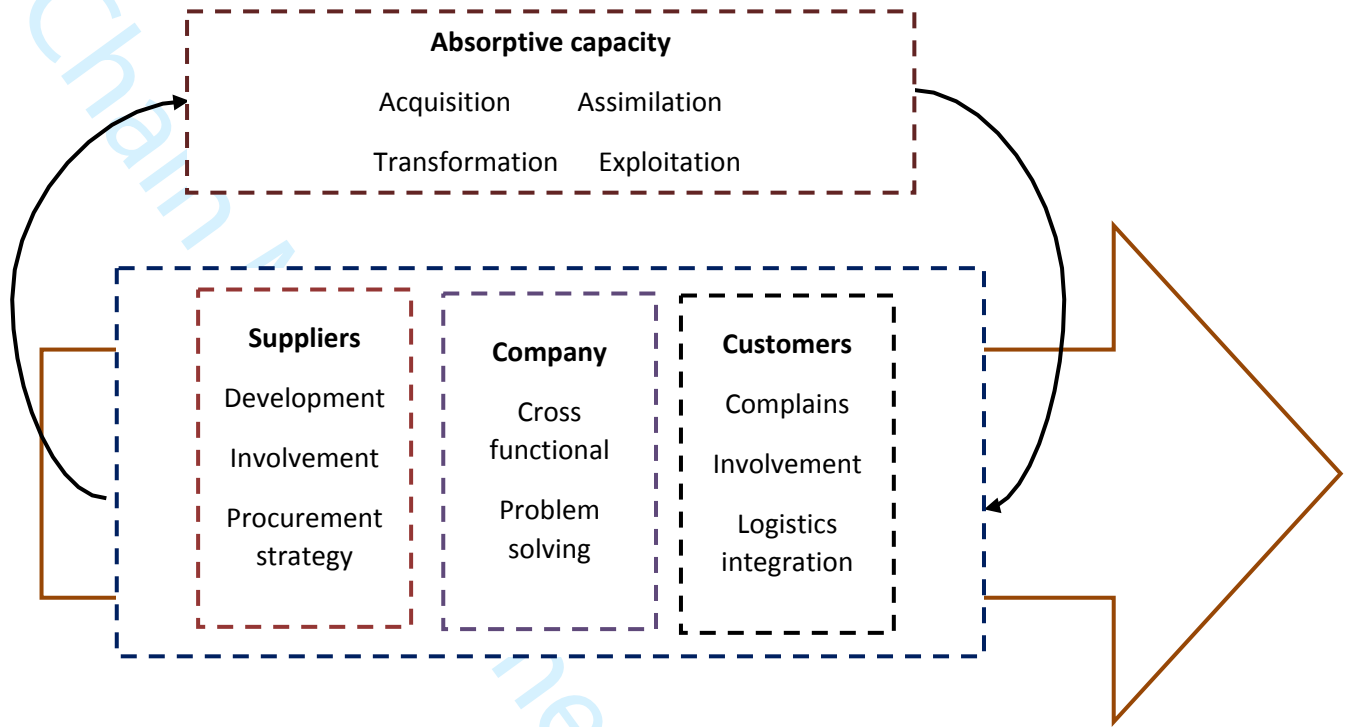 Absorptive capacity
Acquisition Assimilation
Transformation Exploitation
Suppliers
Development
Involvement
Procurement
strategy
Company
Cross
functional
Problem
solving
Customers
Complains
Involvement
Logistics
integration
Chain